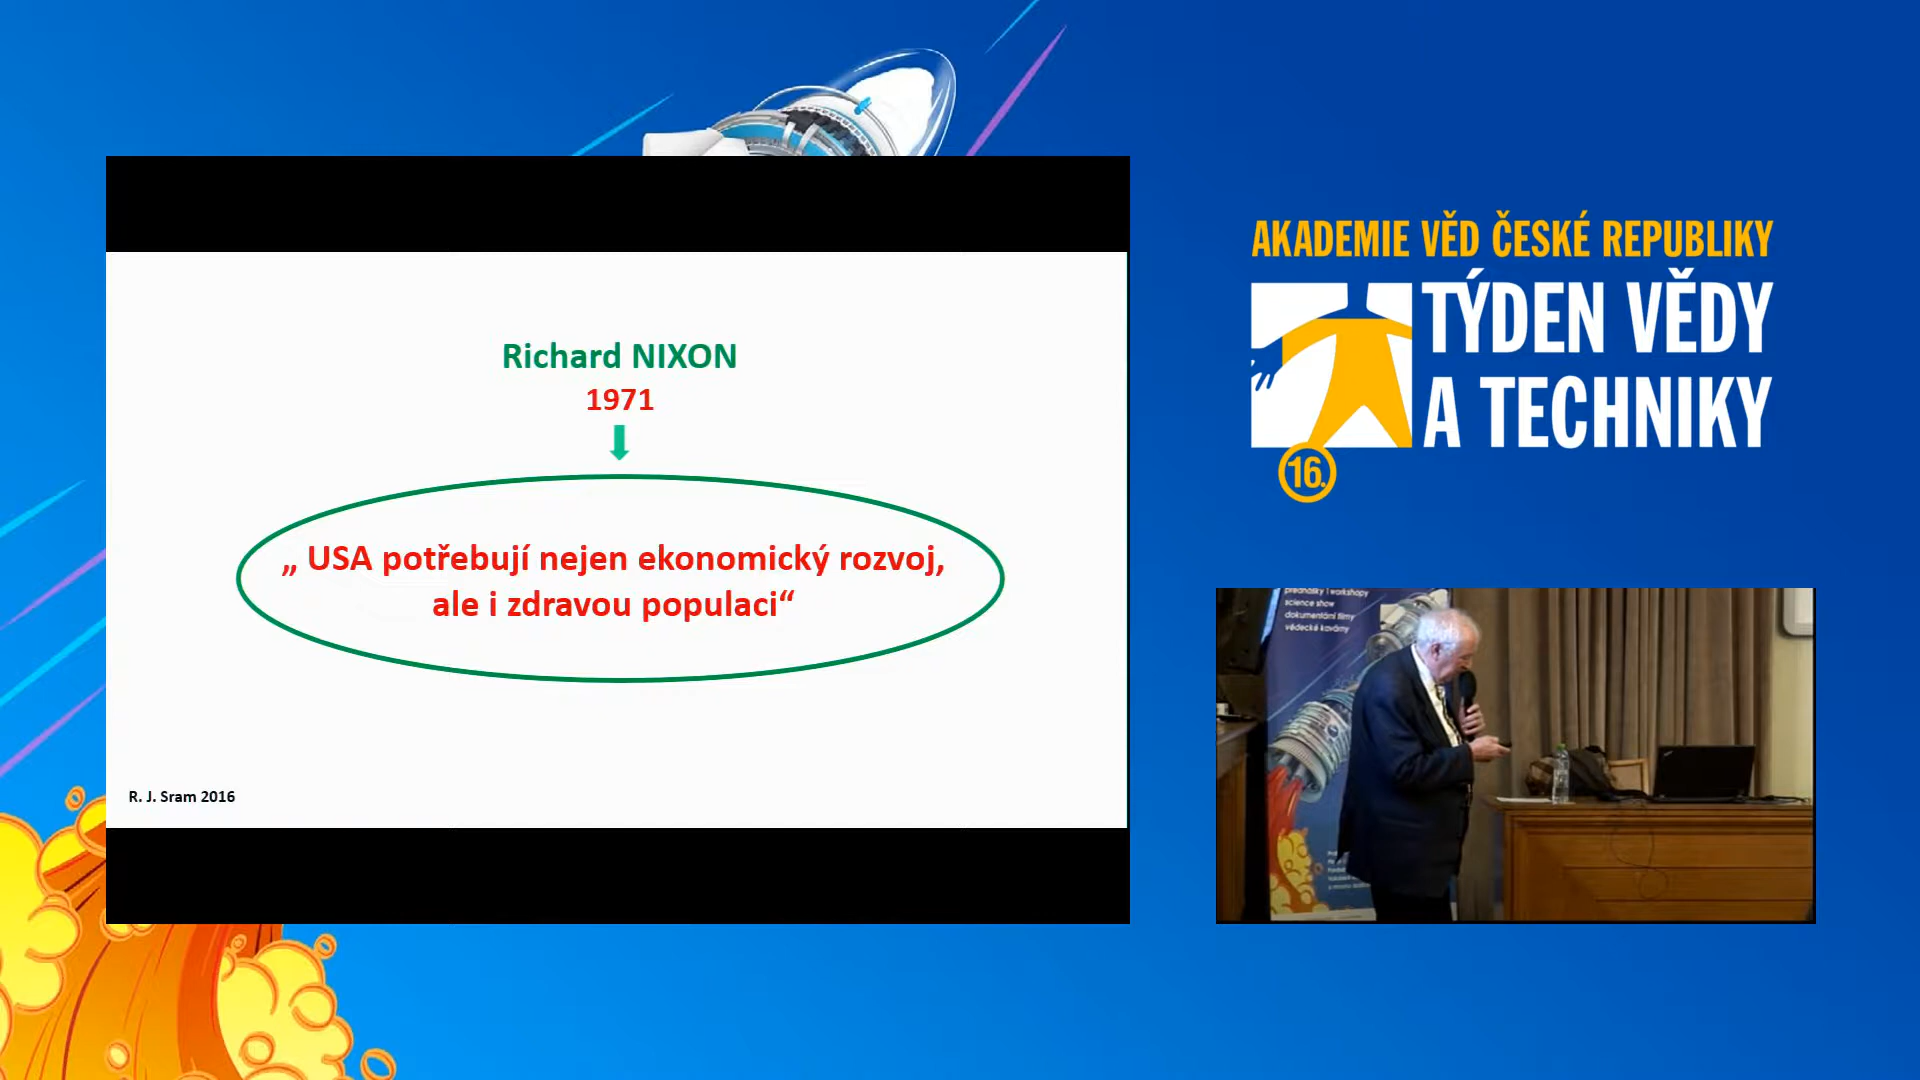 Richard NIXON
1971
„ USA potřebují nejen ekonomický rozvoj,
ale i zdravou populaci“
R. J. Sram 2016
AKADEMIE VĚD ČESKÉ REPUBLIKY
TÝDEN VĚDY
A TECHNIKY
16.
přednášky i workshopy
science show
dokumentární filmy
vědecké kavárny